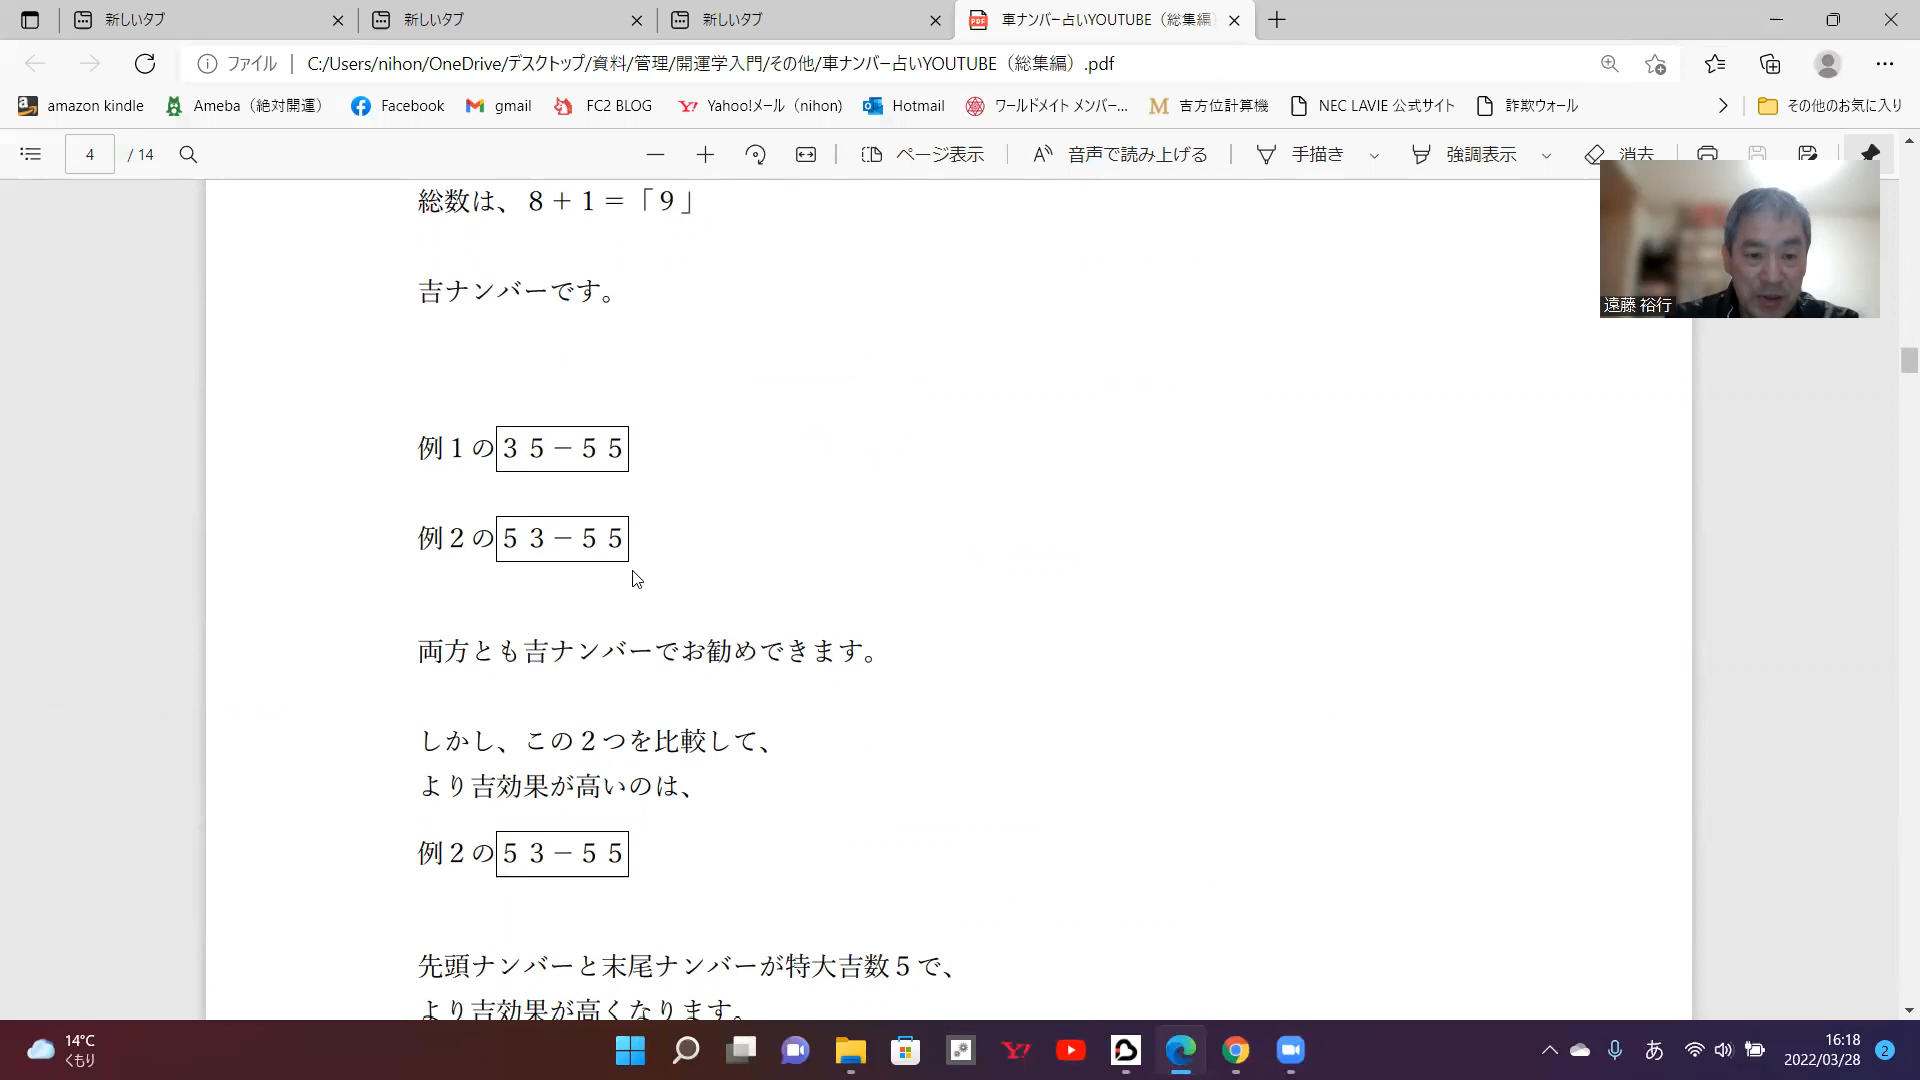 新しいタブ
新しいタブ
新しいタブ
車ナンバー占いYOUTUBE（総集編）
ファイル
C:/Users/nihon/OneDrive/デスクトップ/資料/管理/開運学入門/その他/車ナンバー占いYOUTUBE（総集編）.pdf
amazon kindle
Ameba（絶対開運）
Facebook
gmail
FC2 BLOG
Yahoo!メール（nihon）
Hotmail
ワールドメイト メンバー...
吉方位計算機
NEC LAVIE 公式サイト
詐欺ウォール
その他のお気に入り
4 / 14
ページ表示
音声で読み上げる
手描き
強調表示
消去
総数は、８＋１＝「９」
吉ナンバーです。
例１の３５－５５
例２の５３－５５
両方とも吉ナンバーでお勧めできます。
しかし、この２つを比較して、
より吉効果が高いのは、
例２の５３－５５
先頭ナンバーと末尾ナンバーが特大吉数５で、
より吉効果が高くなります。
遠藤 裕行
14°C
くもり
あ
16:18
2022/03/28
2